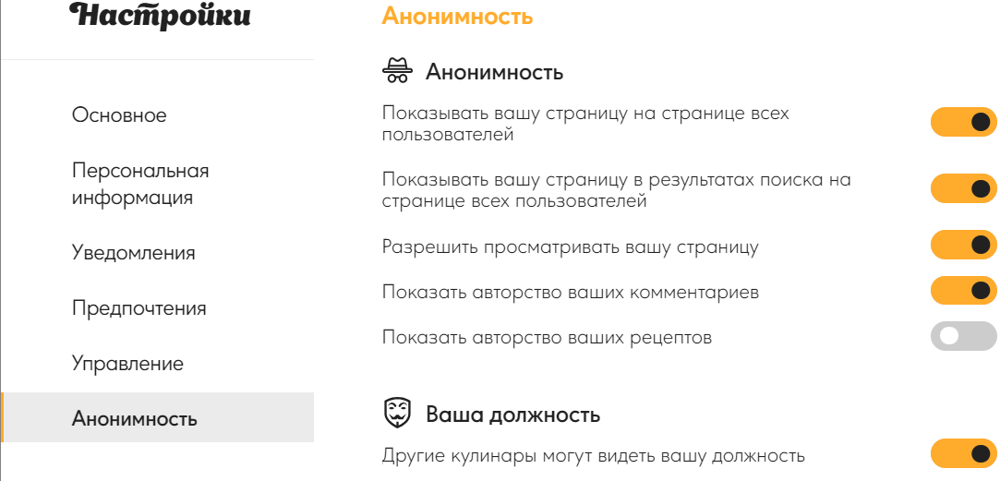 Настройки
Основное
Персональная
информация
Уведомления
Предпочтения
Управление
Анонимность
Анонимность
Анонимность
Показывать вашу страницу на странице всех
пользователей
Показывать вашу страницу в результатах поиска на
странице всех пользователей
Разрешить просматривать вашу страницу
Показать авторство ваших комментариев
Показать авторство ваших рецептов
Ваша должность
Другие кулинары могут видеть вашу должность